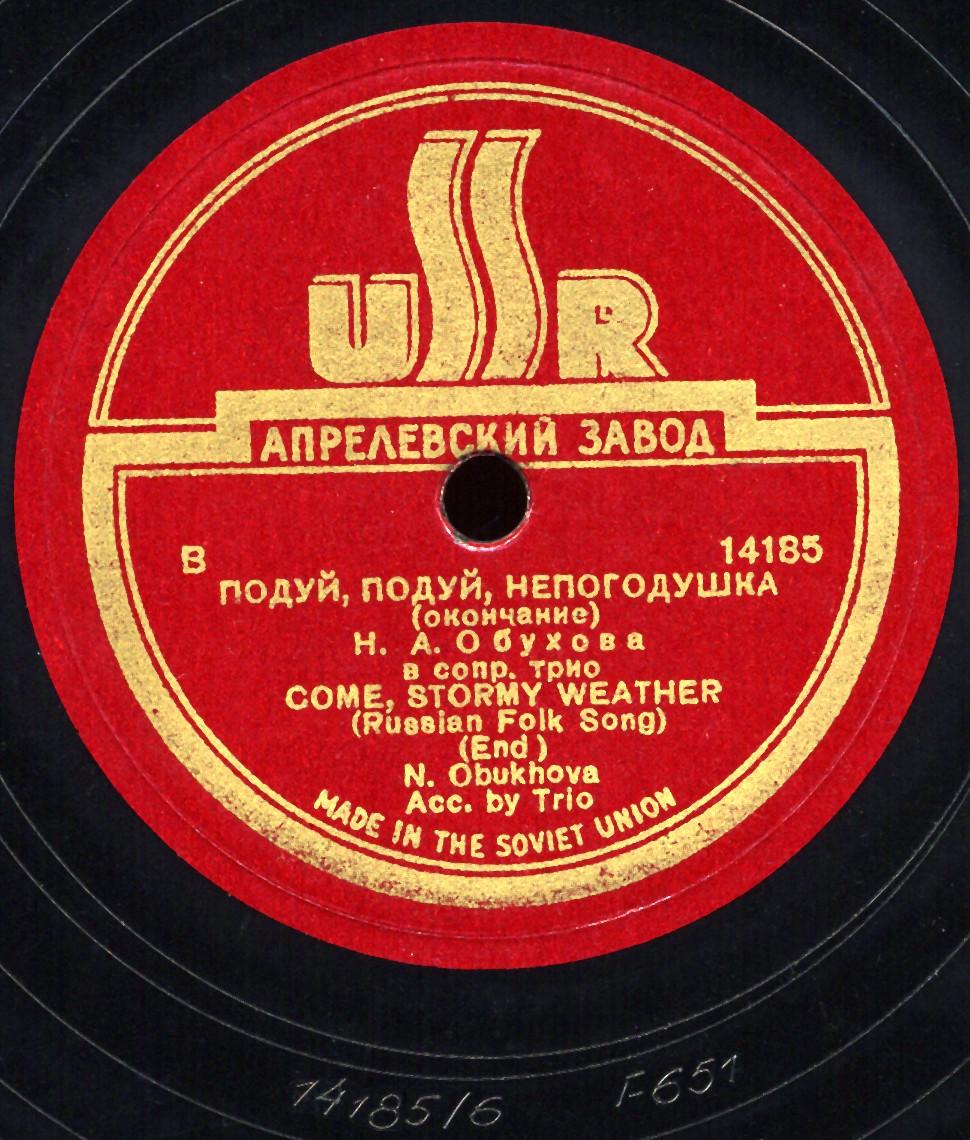 USSR
АПРЕЛЕВСКИЙ ЗАВОД
В 14185
ПОДУЙ, ПОДУЙ, НЕПОГОДУШКА
(окончание)
Н. А. Обухова
в сопр. трио
COME, STORMY WEATHER
(Russian Folk Song)
(End)
N. Obukhova
Acc. by Trio
MADE IN THE SOVIET UNION
14185/6 F-651